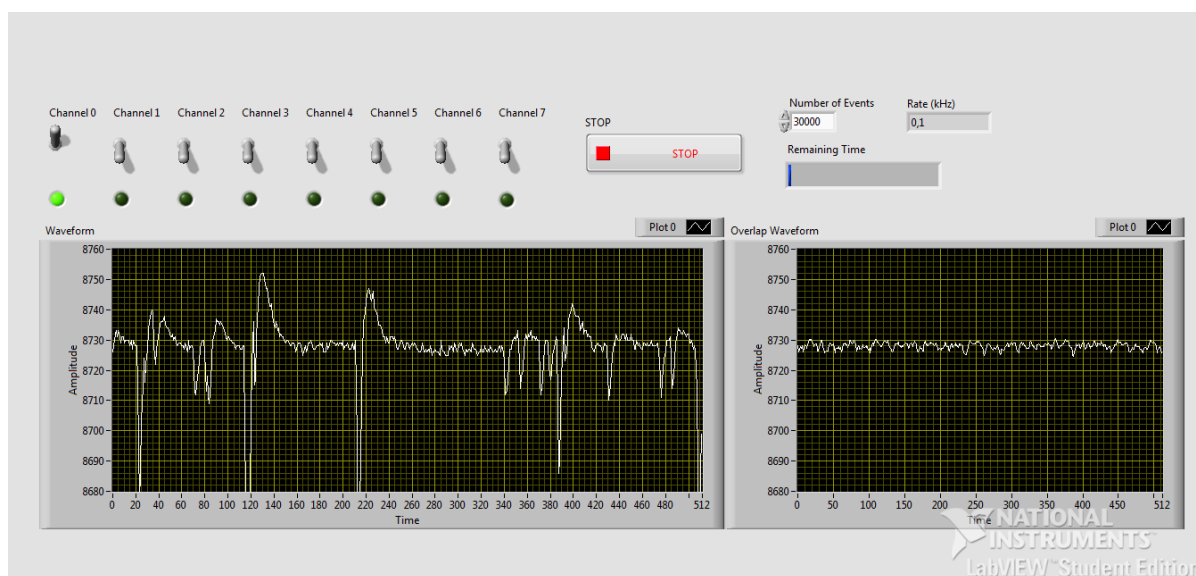 Channel 0 Channel 1 Channel 2 Channel 3 Channel 4 Channel 5 Channel 6 Channel 7
STOP
STOP
Number of Events Rate (kHz)
30000 0,1
Remaining Time
Waveform Plot 0
8760
8750
8740
8730
8720
8710
8700
8690
8680
Amplitude
0 20 40 60 80 100 120 140 160 180 200 220 240 260 280 300 320 340 360 380 400 420 440 460 480 512
Time
Overlap Waveform Plot 0
8760
8750
8740
8730
8720
8710
8700
8690
8680
Amplitude
0 50 100 150 200 250 300 350 400 450 512
Time
NATIONAL
INSTRUMENTS
LabVIEW™ Student Edition